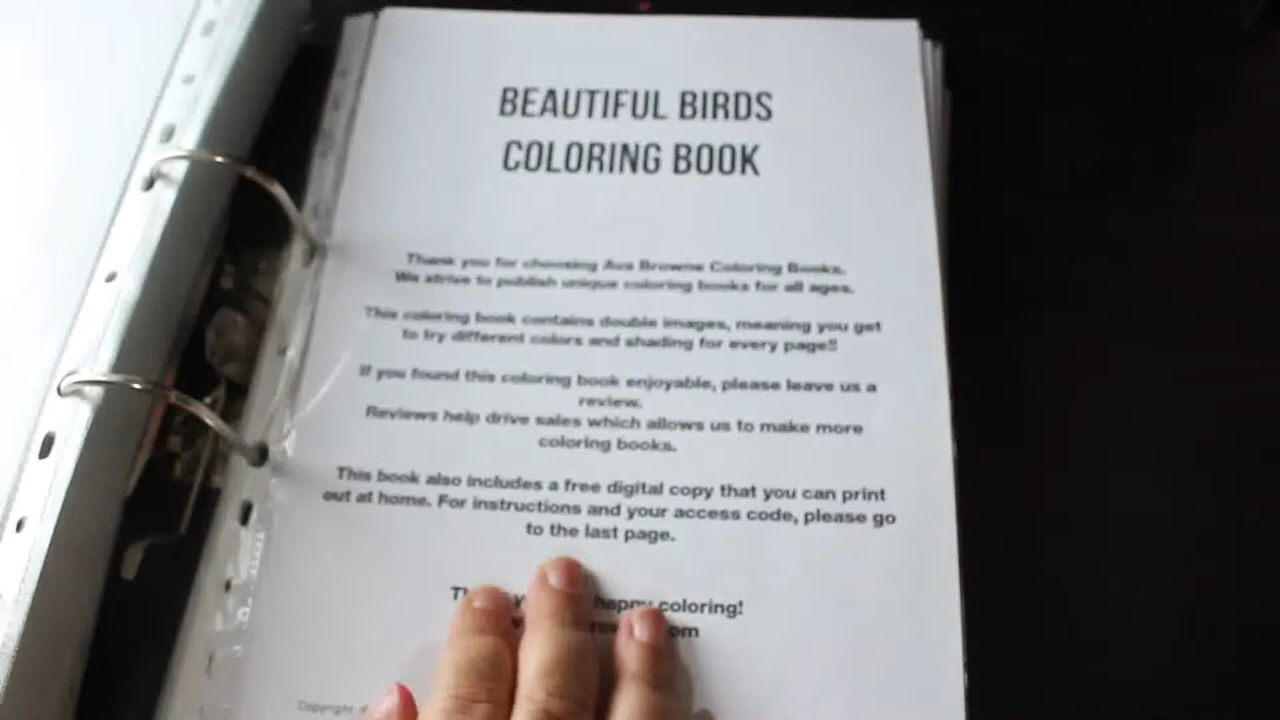 BEAUTIFUL BIRDS
COLORING BOOK
Thank you for choosing Ava Browne Coloring Books.
We strive to publish unique coloring books for all ages.
This coloring book contains double images, meaning you get
to try different colors and shading for every page!!
If you found this coloring book enjoyable, please leave us a
review.
Reviews help drive sales which allows us to make more
coloring books.
This book also includes a free digital copy that you can print
out at home. For instructions and your access code, please go
to the last page.
happy coloring!
Copyright